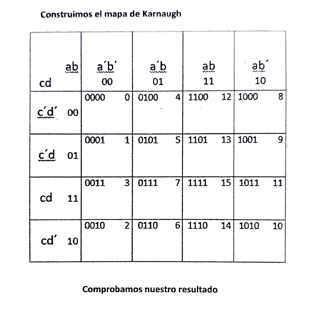 Construimos el mapa de Karnaugh
ab a´b´ a´b ab ab´
cd 00 01 11 10
c´d´ 00 0000 0 0100 4 1100 12 1000 8
c´d 01 0001 1 0101 5 1101 13 1001 9
cd 11 0011 3 0111 7 1111 15 1011 11
cd´ 10 0010 2 0110 6 1110 14 1010 10
Comprobamos nuestro resultado